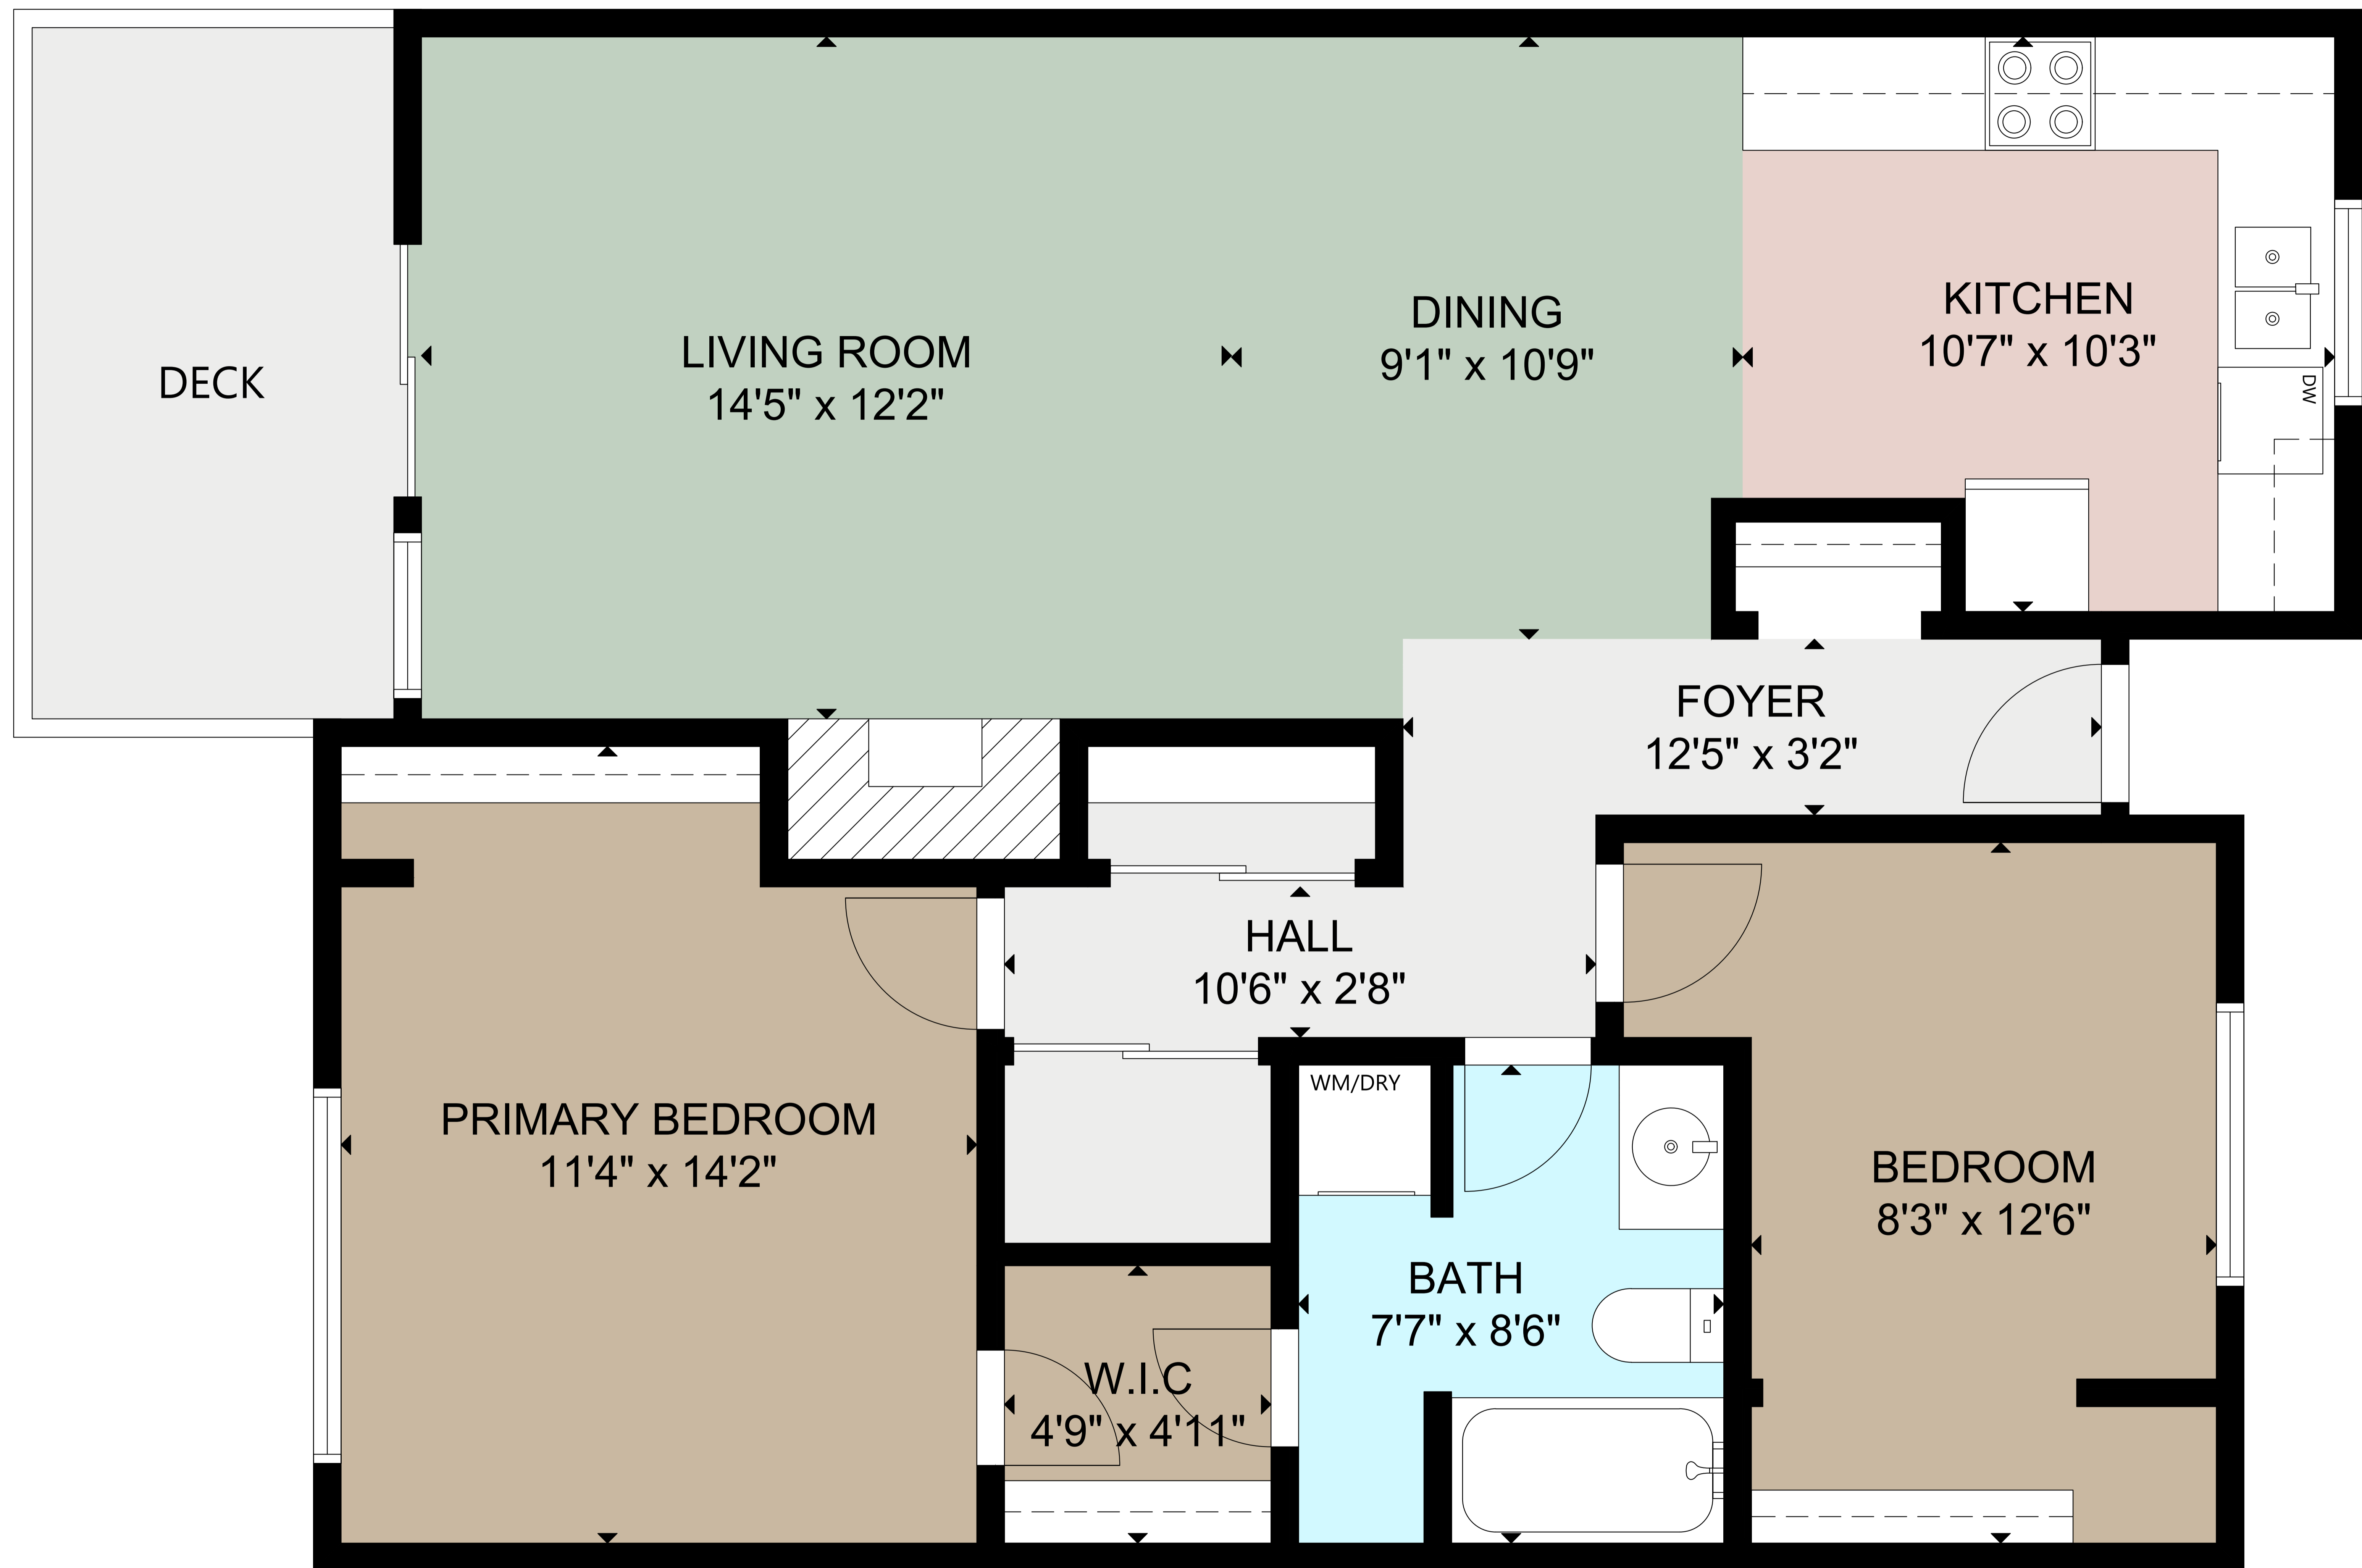 DECK
LIVING ROOM
14'5" x 12'2"
DINING
9'1" x 10'9"
KITCHEN
10'7" x 10'3"
DW
FOYER
12'5" x 3'2"
HALL
10'6" x 2'8"
PRIMARY BEDROOM
11'4" x 14'2"
WM/DRY
BEDROOM
8'3" x 12'6"
BATH
7'7" x 8'6"
W.I.C
4'9" x 4'11"